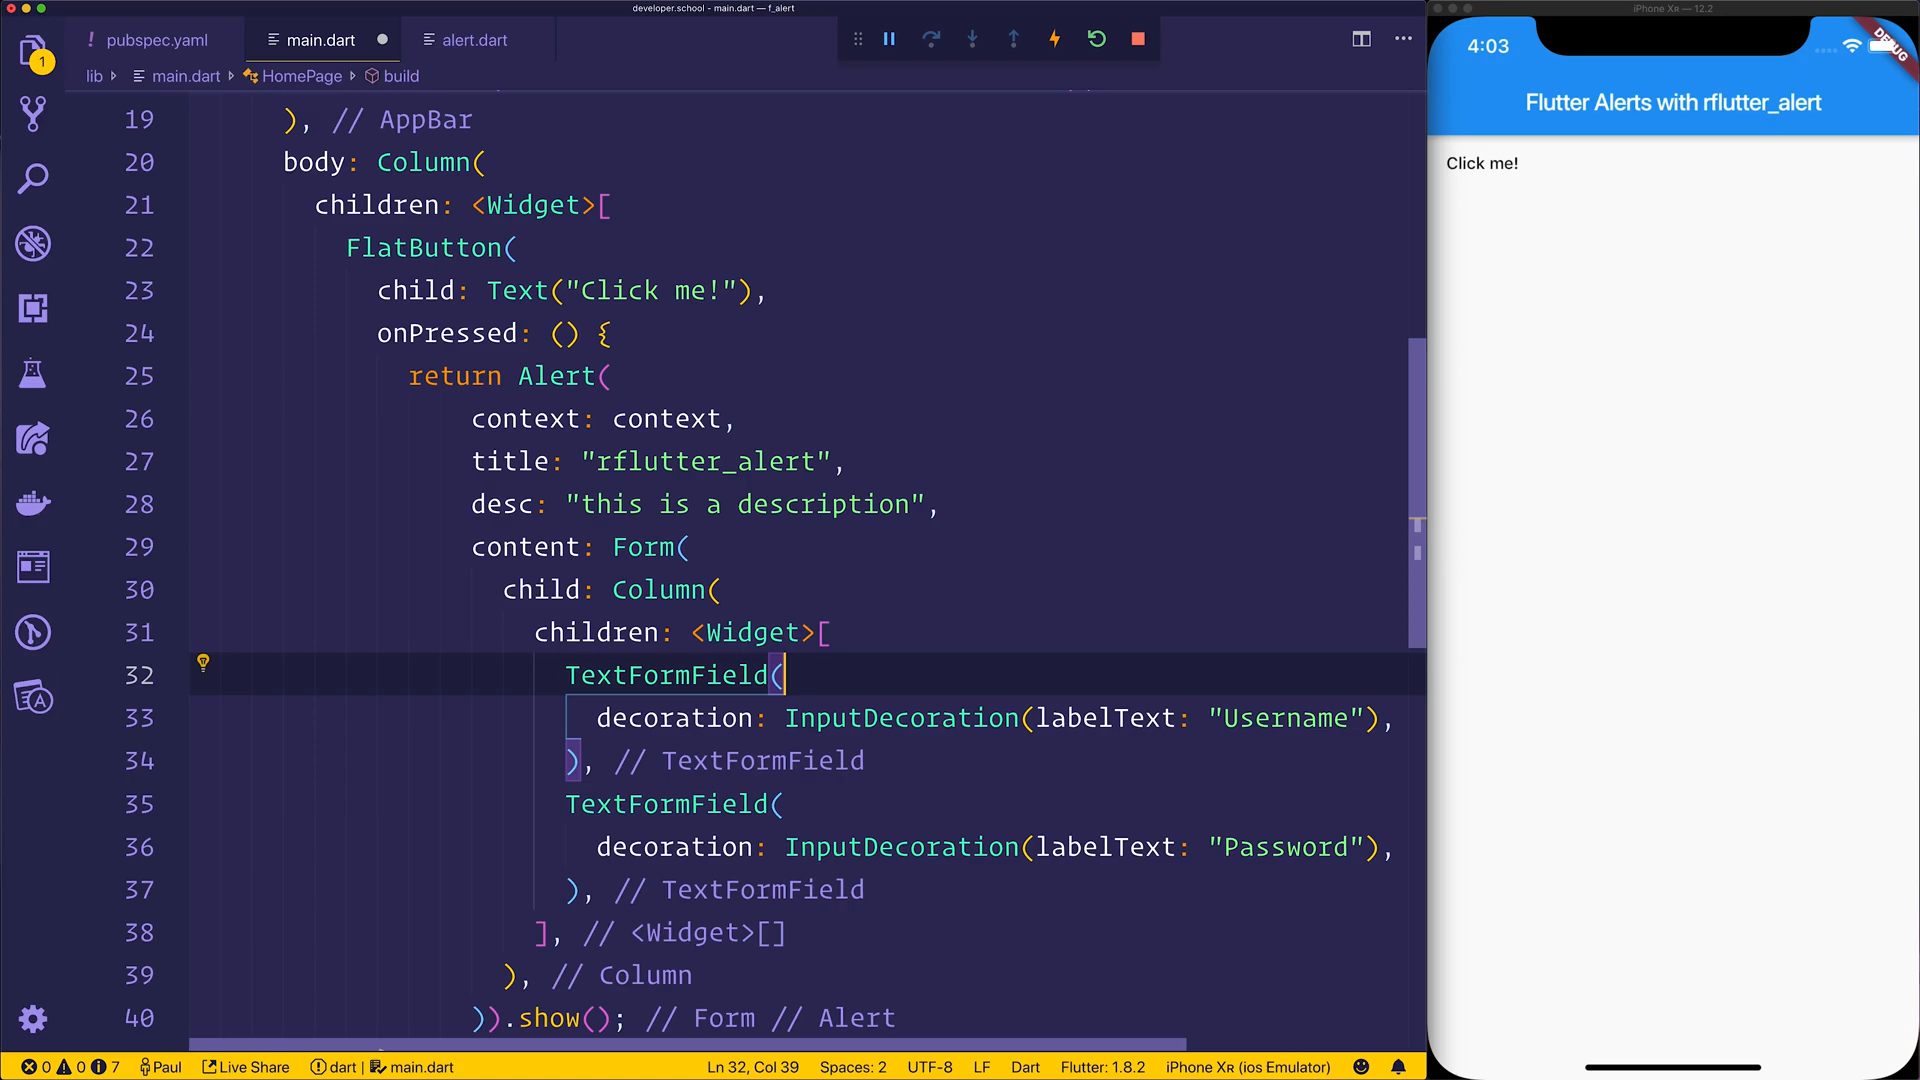 developer.school - main.dart — f_alert
iPhone Xʀ — 12.2
! pubspec.yaml
main.dart
alert.dart
1
lib
main.dart
HomePage
build
19 ), // AppBar
20 body: Column(
21 children: <Widget>[
22 FlatButton(
23 child: Text("Click me!"),
24 onPressed: () {
25 return Alert(
26 context: context,
27 title: "rflutter_alert",
28 desc: "this is a description",
29 content: Form(
30 child: Column(
31 children: <Widget>[
32 TextFormField(
33 decoration: InputDecoration(labelText: "Username"),
34 ), // TextFormField
35 TextFormField(
36 decoration: InputDecoration(labelText: "Password"),
37 ), // TextFormField
38 ], // <Widget>[]
39 ), // Column
40 )).show(); // Form // Alert
0 0 7 Paul Live Share dart | main.dart Ln 32, Col 39 Spaces: 2 UTF-8 LF Dart Flutter: 1.8.2 iPhone Xʀ (ios Emulator)
4:03
DEBUG
Flutter Alerts with rflutter_alert
Click me!